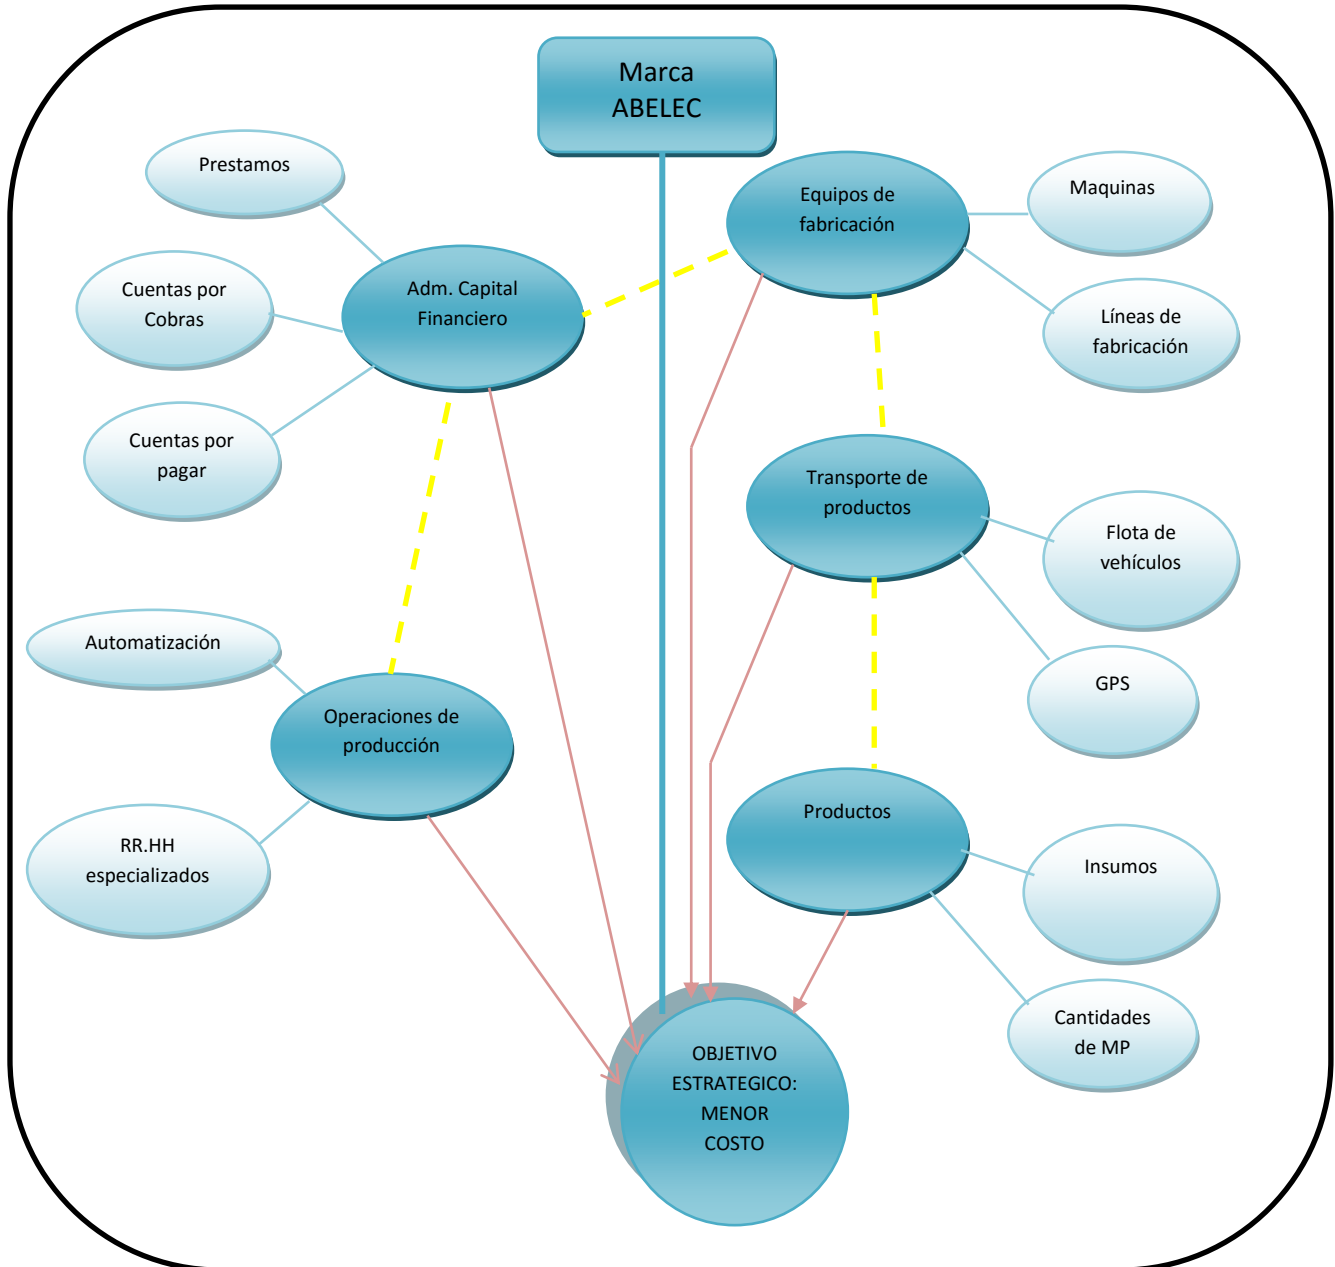 Marca
ABELEC
Prestamos
Cuentas por
Cobras
Cuentas por
pagar
Adm. Capital
Financiero
Equipos de
fabricación
Maquinas
Líneas de
fabricación
Transporte de
productos
Flota de
vehículos
GPS
Automatización
Operaciones de
producción
RR.HH
especializados
Productos
Insumos
Cantidades
de MP
OBJETIVO
ESTRATEGICO:
MENOR
COSTO